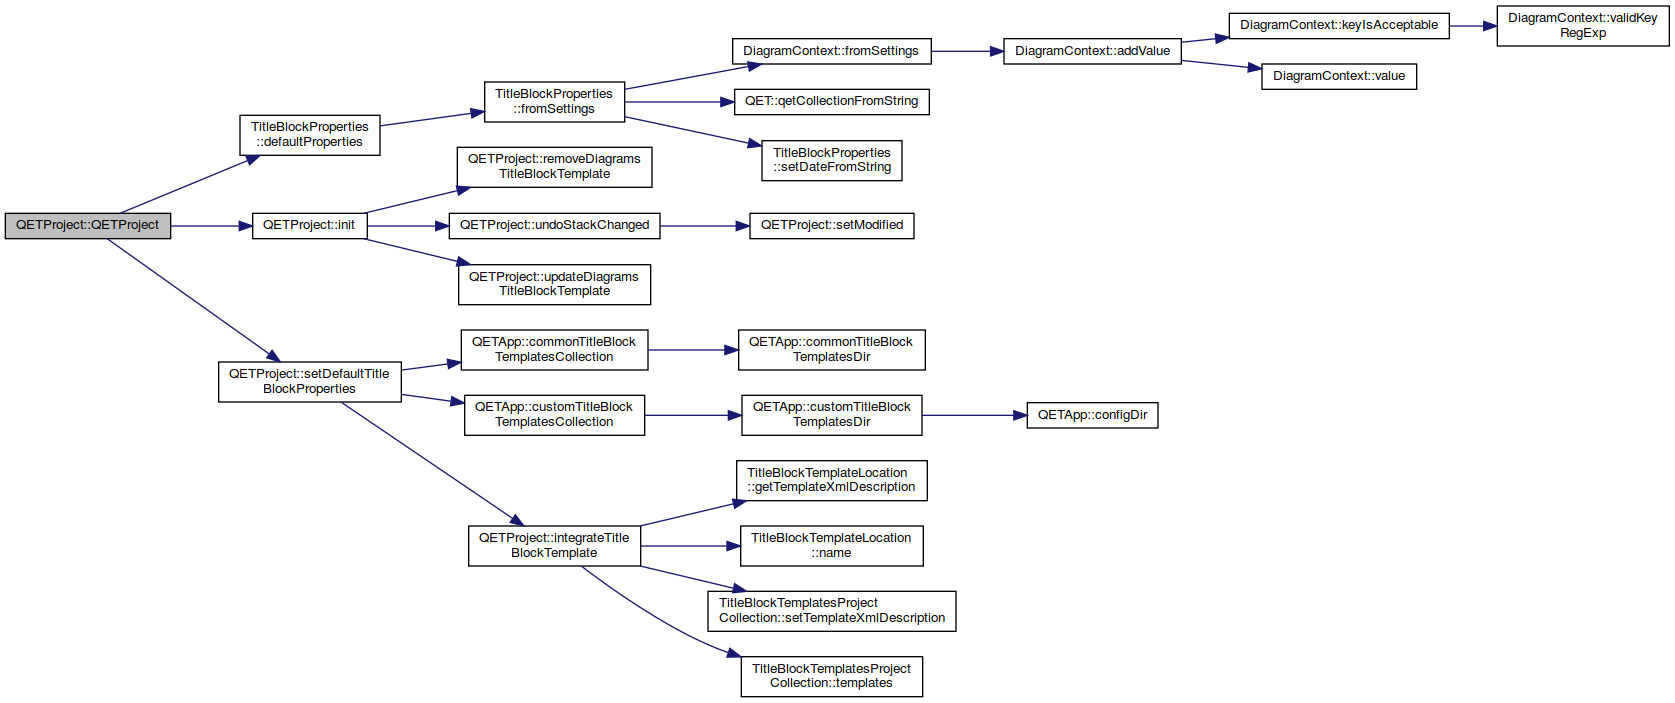 QETProject::QETProject
TitleBlockProperties
::defaultProperties
TitleBlockProperties
::fromSettings
DiagramContext::fromSettings
DiagramContext::addValue
DiagramContext::keyIsAcceptable
DiagramContext::validKey
RegExp
DiagramContext::value
QET::qetCollectionFromString
TitleBlockProperties
::setDateFromString
QETProject::init
QETProject::removeDiagrams
TitleBlockTemplate
QETProject::undoStackChanged
QETProject::setModified
QETProject::updateDiagrams
TitleBlockTemplate
QETProject::setDefaultTitle
BlockProperties
QETApp::commonTitleBlock
TemplatesCollection
QETApp::commonTitleBlock
TemplatesDir
QETApp::customTitleBlock
TemplatesCollection
QETApp::customTitleBlock
TemplatesDir
QETApp::configDir
QETProject::integrateTitle
BlockTemplate
TitleBlockTemplateLocation
::getTemplateXmlDescription
TitleBlockTemplateLocation
::name
TitleBlockTemplatesProject
Collection::setTemplateXmlDescription
TitleBlockTemplatesProject
Collection::templates